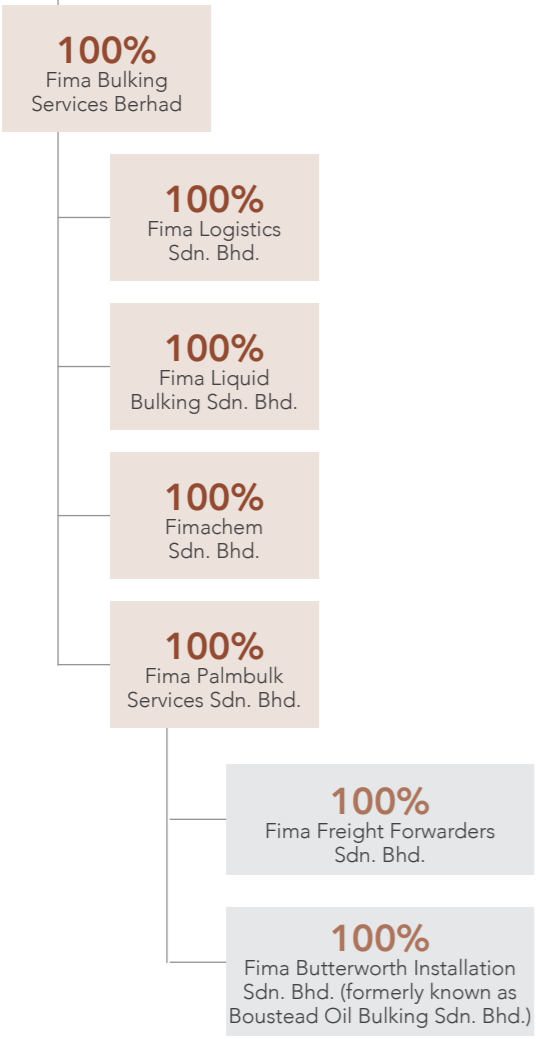 100%
Fima Bulking
Services Berhad
100%
Fima Logistics
Sdn. Bhd.
100%
Fima Liquid
Bulking Sdn. Bhd.
100%
Fimachem
Sdn. Bhd.
100%
Fima Palmbulk
Services Sdn. Bhd.
100%
Fima Freight Forwarders
Sdn. Bhd.
100%
Fima Butterworth Installation
Sdn. Bhd. (formerly known as
Boustead Oil Bulking Sdn. Bhd.)